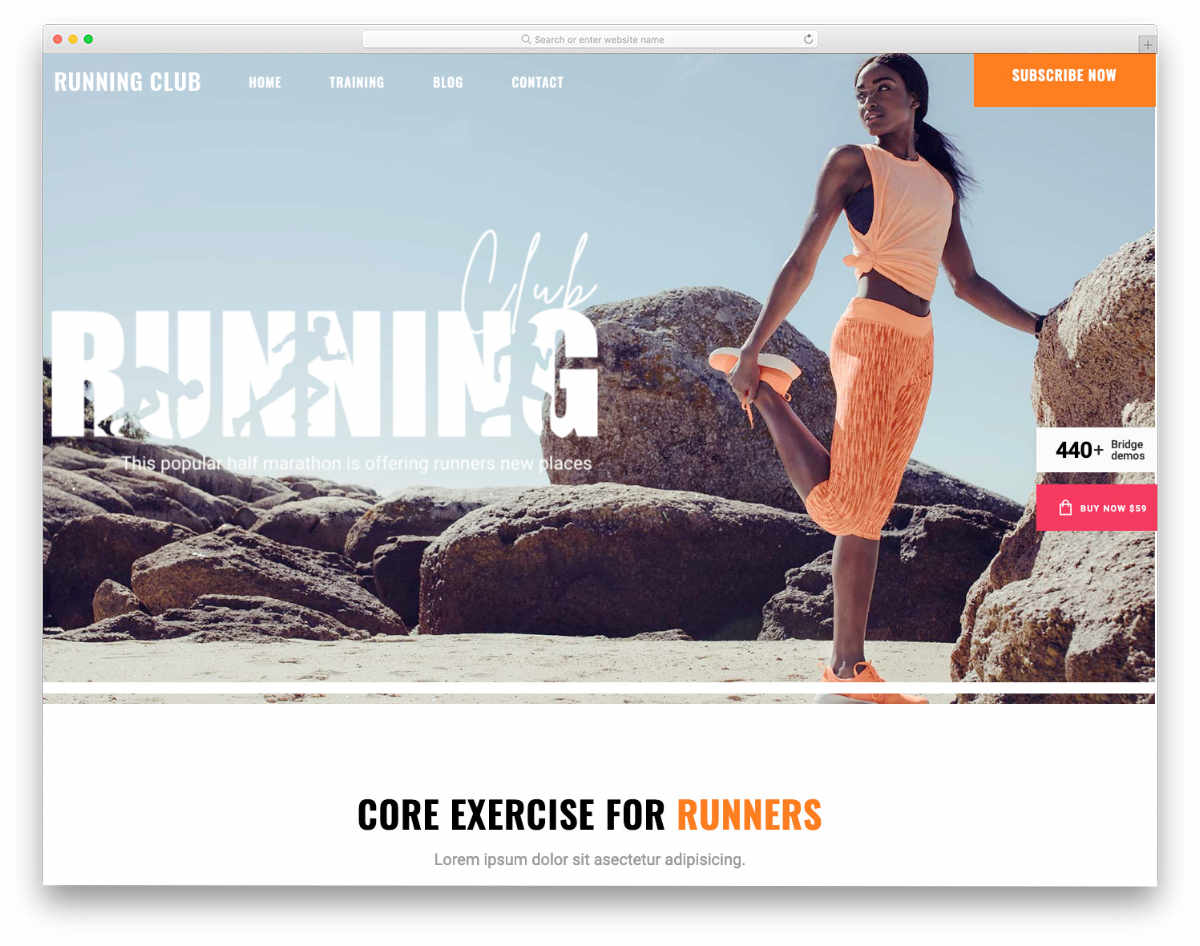 Search or enter website name
RUNNING CLUB
HOME
TRAINING
BLOG
CONTACT
SUBSCRIBE NOW
Club
RUNNING
This popular half marathon is offering runners new places
440+
Bridge
demos
BUY NOW $59
CORE EXERCISE FOR RUNNERS
Lorem ipsum dolor sit asectetur adipisicing.